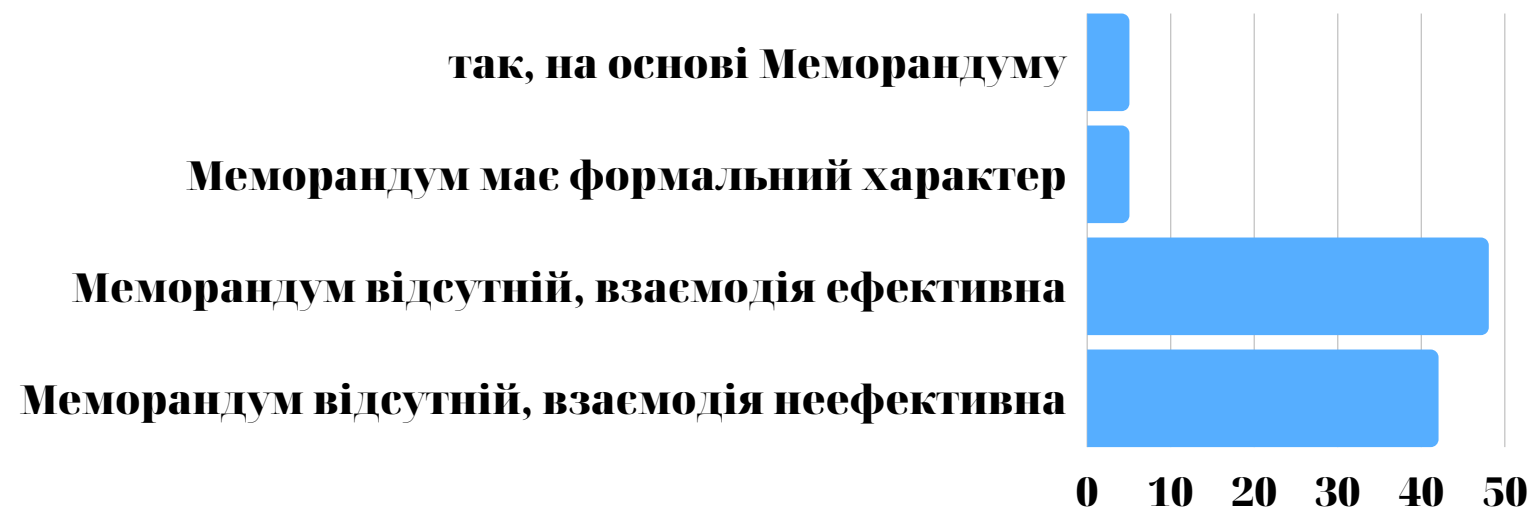 так, на основі Меморандуму
Меморандум має формальний характер
Меморандум відсутній, взаємодія ефективна
Меморандум відсутній, взаємодія неефективна
0 10 20 30 40 50